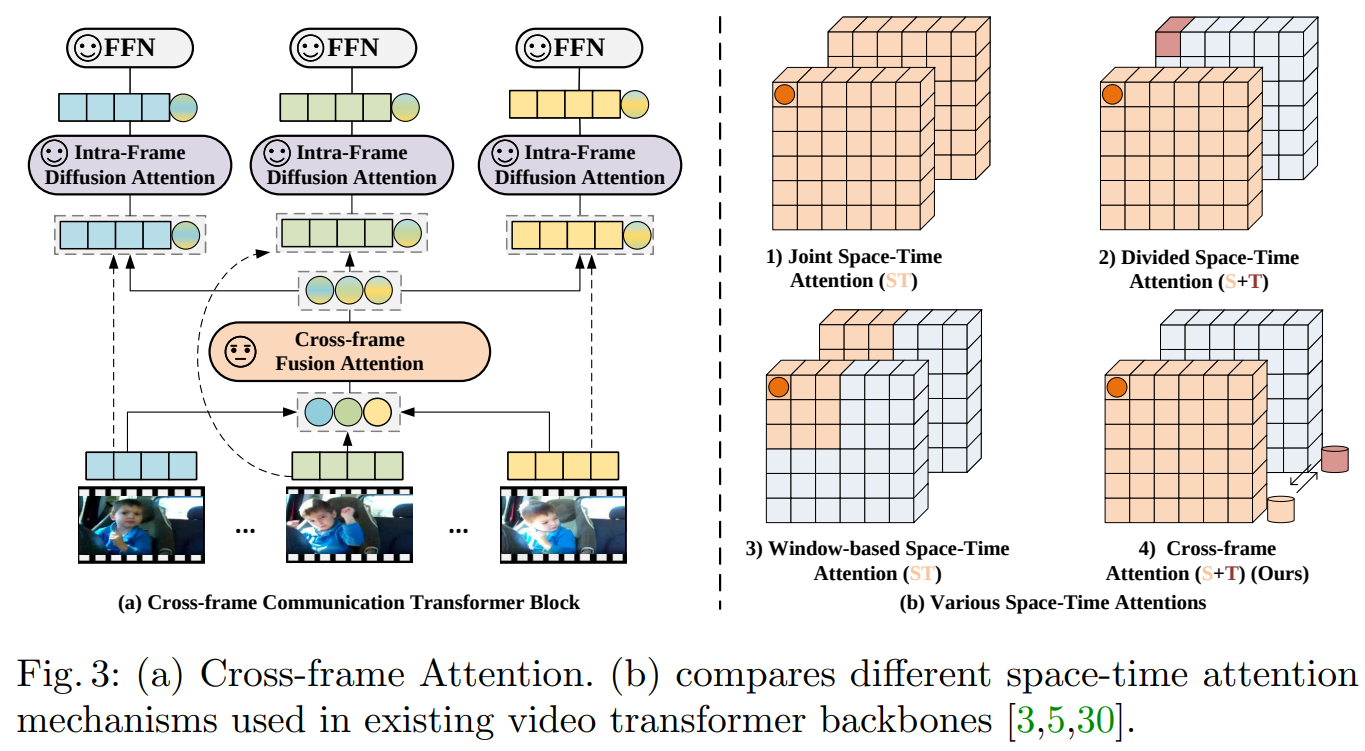 FFN
FFN
FFN
Intra-Frame
Diffusion Attention
Intra-Frame
Diffusion Attention
Intra-Frame
Diffusion Attention
Cross-frame
Fusion Attention
...
...
(a) Cross-frame Communication Transformer Block
1) Joint Space-Time
Attention (ST)
2) Divided Space-Time
Attention (S+T)
3) Window-based Space-Time
Attention (ST)
4) Cross-frame
Attention (S+T) (Ours)
(b) Various Space-Time Attentions
Fig. 3: (a) Cross-frame Attention. (b) compares different space-time attention
mechanisms used in existing video transformer backbones [3,5,30].